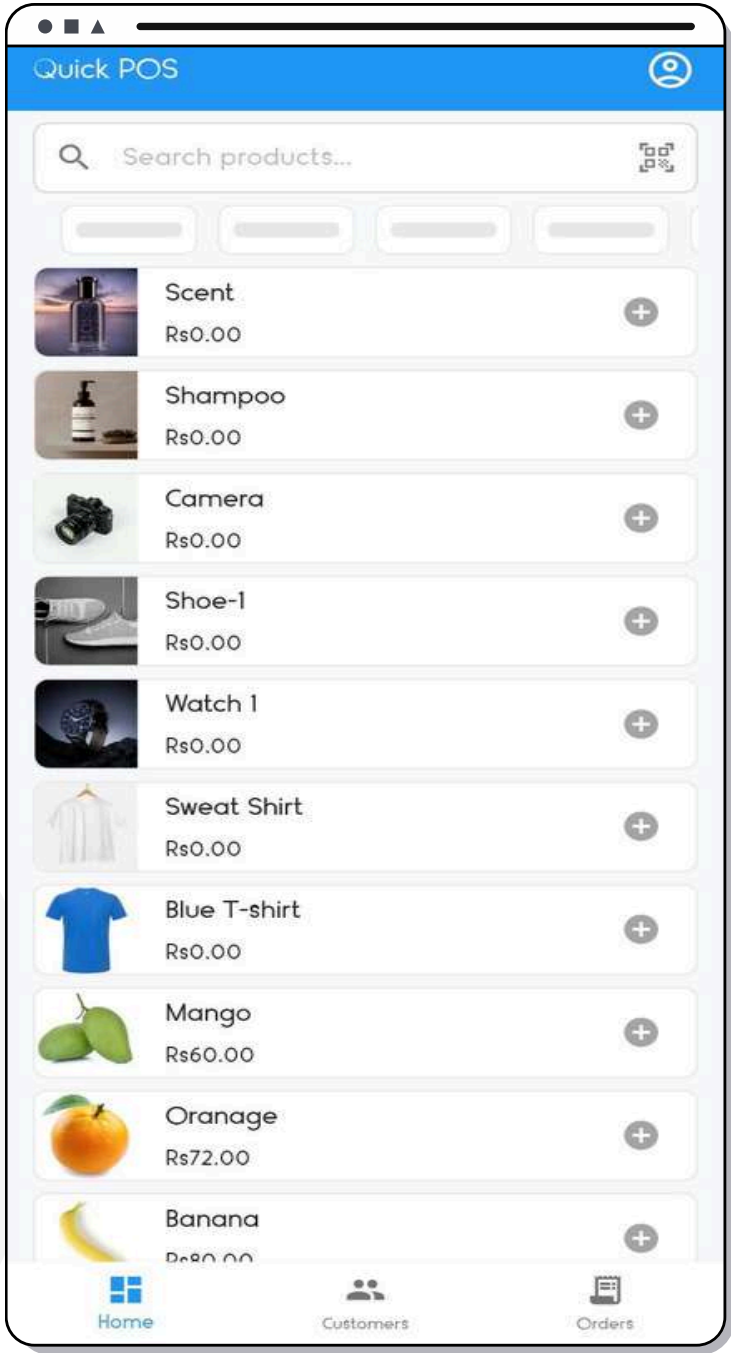 Quick POS
Search products...
Scent
Rs0.00
Shampoo
Rs0.00
Camera
Rs0.00
Shoe-1
Rs0.00
Watch 1
Rs0.00
Sweat Shirt
Rs0.00
Blue T-shirt
Rs0.00
Mango
Rs60.00
Oranage
Rs72.00
Banana
Rs80.00
Home
Customers
Orders